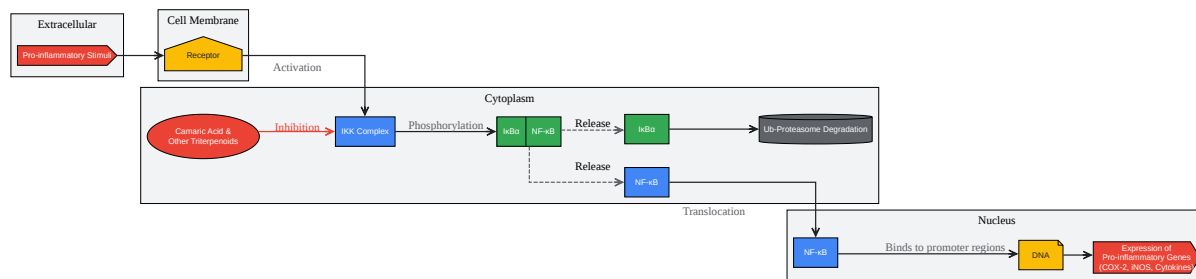 Extracellular
Pro-inflammatory Stimuli
Cell Membrane
Receptor
Activation
Cytoplasm
Camaric Acid &
Other Triterpenoids
Inhibition
IKK Complex
Phosphorylation
IκBα
NF-κB
Release
IκBα
Ub-Proteasome Degradation
Release
NF-κB
Translocation
Nucleus
NF-κB
Binds to promoter regions
DNA
Expression of
Pro-inflammatory Genes
(COX-2, iNOS, Cytokines)